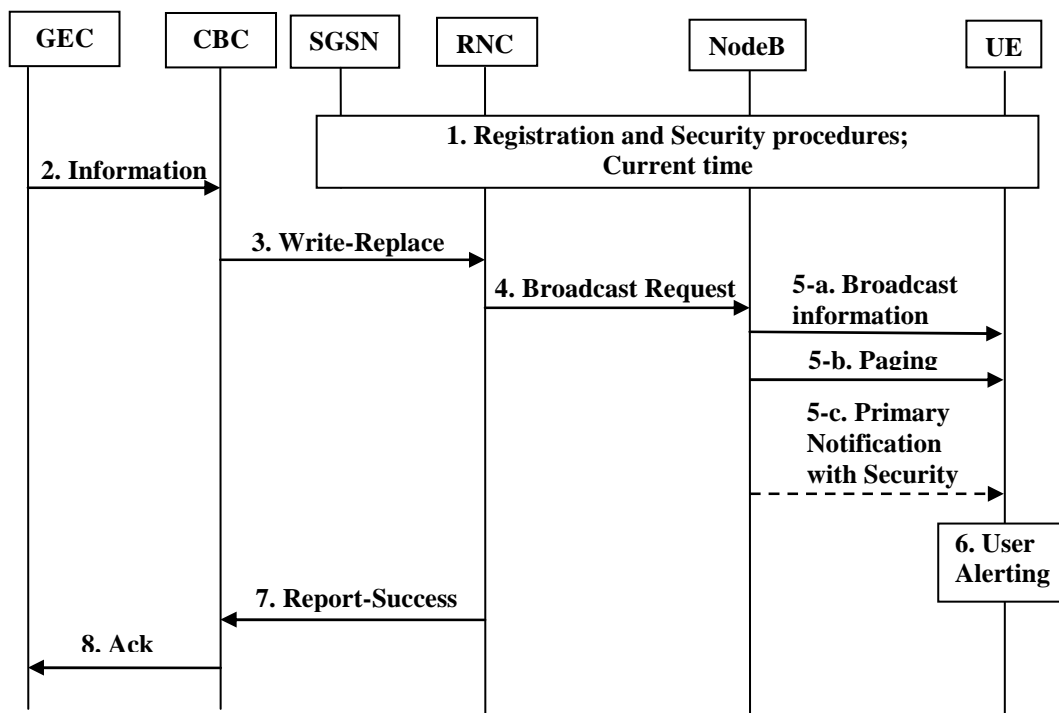 GEC
CBC
SGSN
RNC
NodeB
UE
1. Registration and Security procedures;
Current time
2. Information
3. Write-Replace
4. Broadcast Request
5-a. Broadcast
information
5-b. Paging
5-c. Primary
Notification
with Security
6. User
Alerting
7. Report-Success
8. Ack